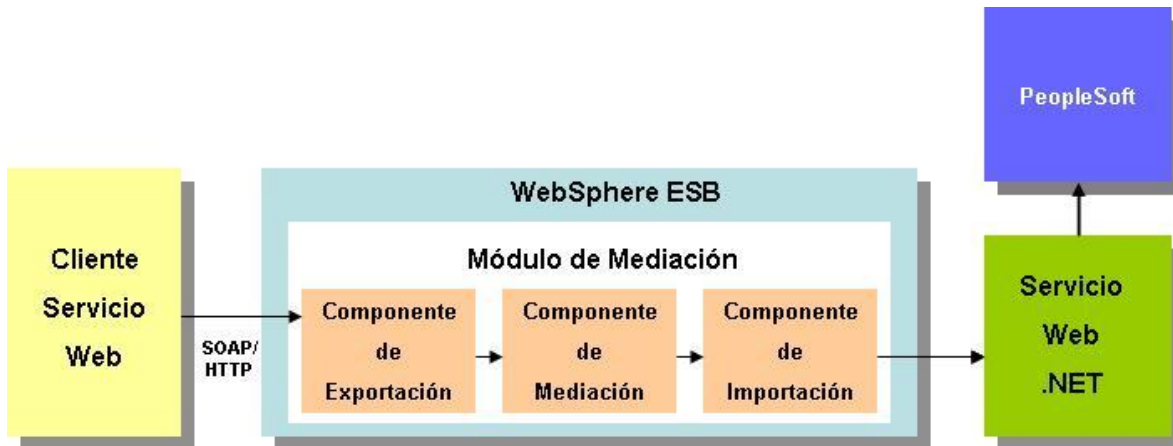 PeopleSoft
WebSphere ESB
Módulo de Mediación
Cliente
Servicio
Web
SOAP/
HTTP
Componente
de
Exportación
Componente
de
Mediación
Componente
de
Importación
Servicio
Web
.NET